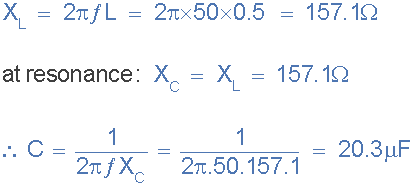 X_L = 2πƒL = 2π×50×0.5 = 157.1Ω
at resonance: X_C = X_L = 157.1Ω
∴ C = 1/(2πƒX_C) = 1/(2π.50.157.1) = 20.3μF